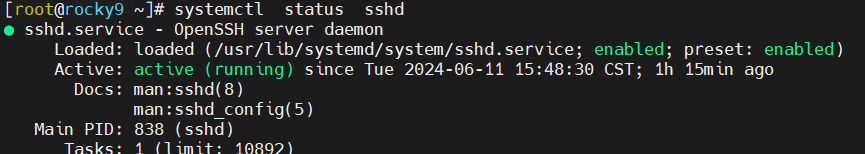 [root@rocky9 ~]# systemctl  status  sshd
● sshd.service - OpenSSH server daemon
     Loaded: loaded (/usr/lib/systemd/system/sshd.service; enabled; preset: enabled)
     Active: active (running) since Tue 2024-06-11 15:48:30 CST; 1h 15min ago
       Docs: man:sshd(8)
             man:sshd_config(5)
   Main PID: 838 (sshd)
      Tasks: 1 (limit: 10892)